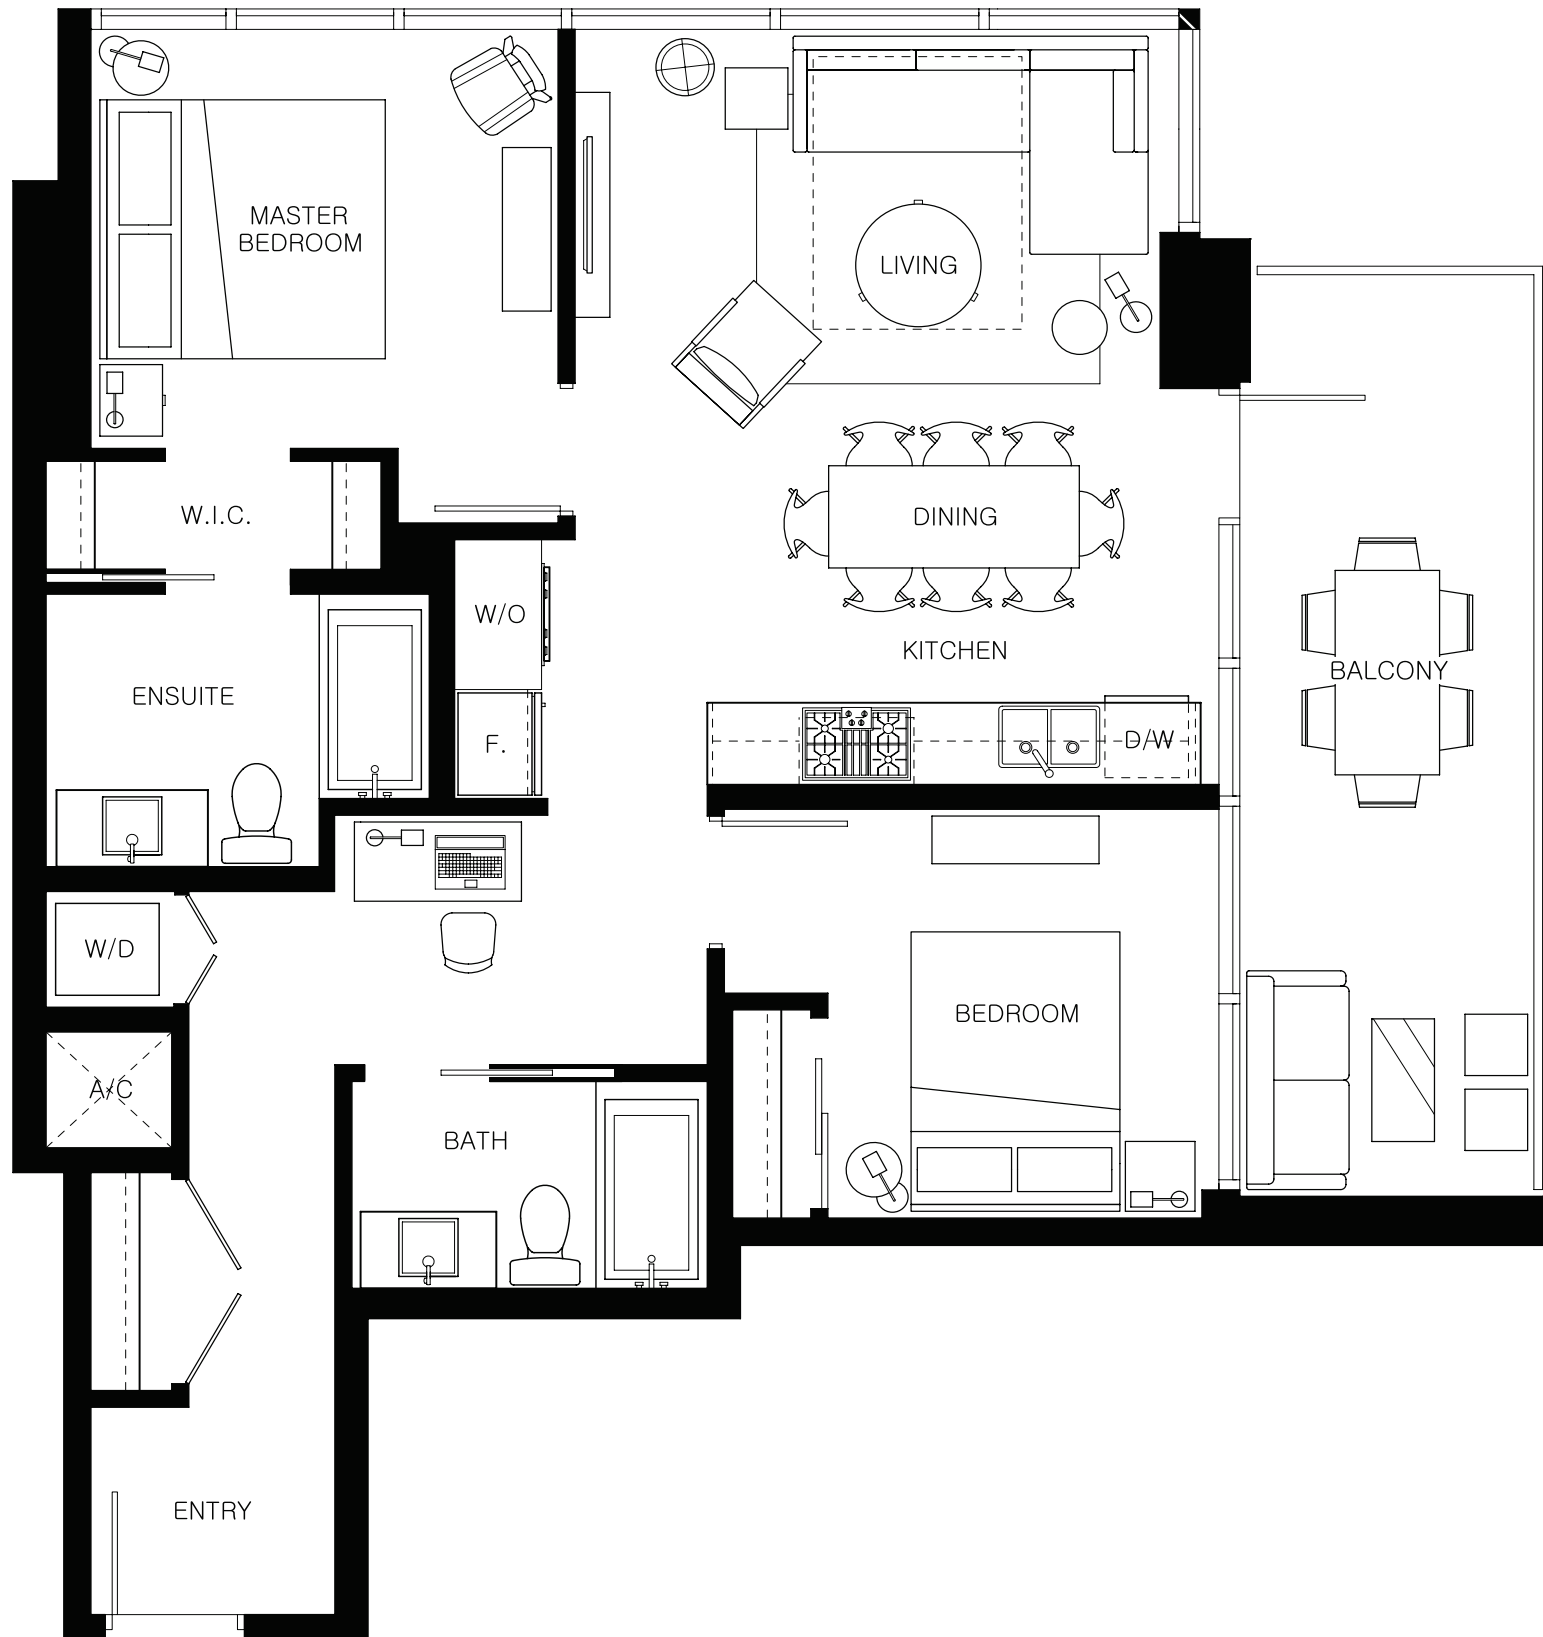 MASTER
BEDROOM
LIVING
W.I.C.
DINING
W/O
KITCHEN
BALCONY
ENSUITE
F.
D/W
W/D
BEDROOM
A/C
BATH
ENTRY